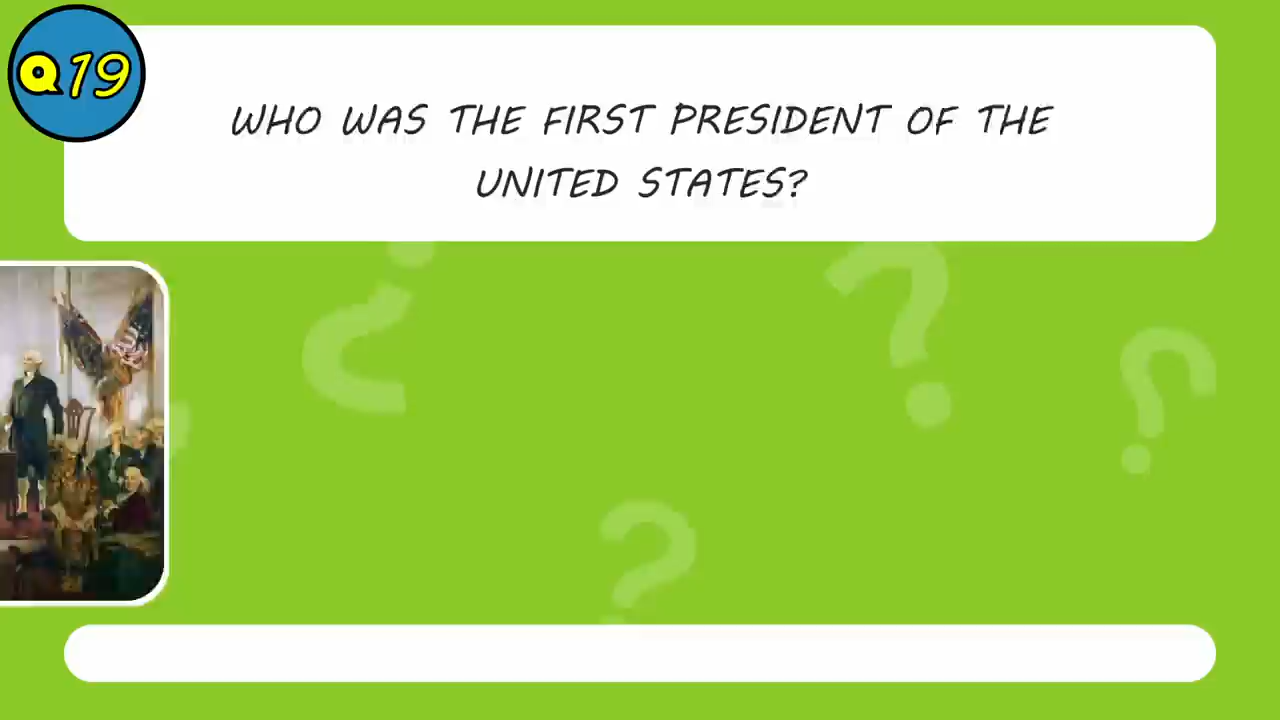 Q19
WHO WAS THE FIRST PRESIDENT OF THE
UNITED STATES?